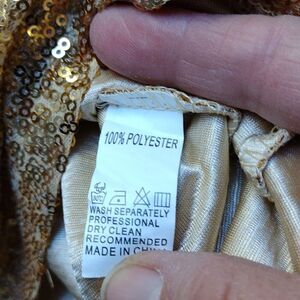 100% POLYESTER
WASH SEPARATELY
PROFESSIONAL
DRY CLEAN
RECOMMENDED
MADE IN CHINA